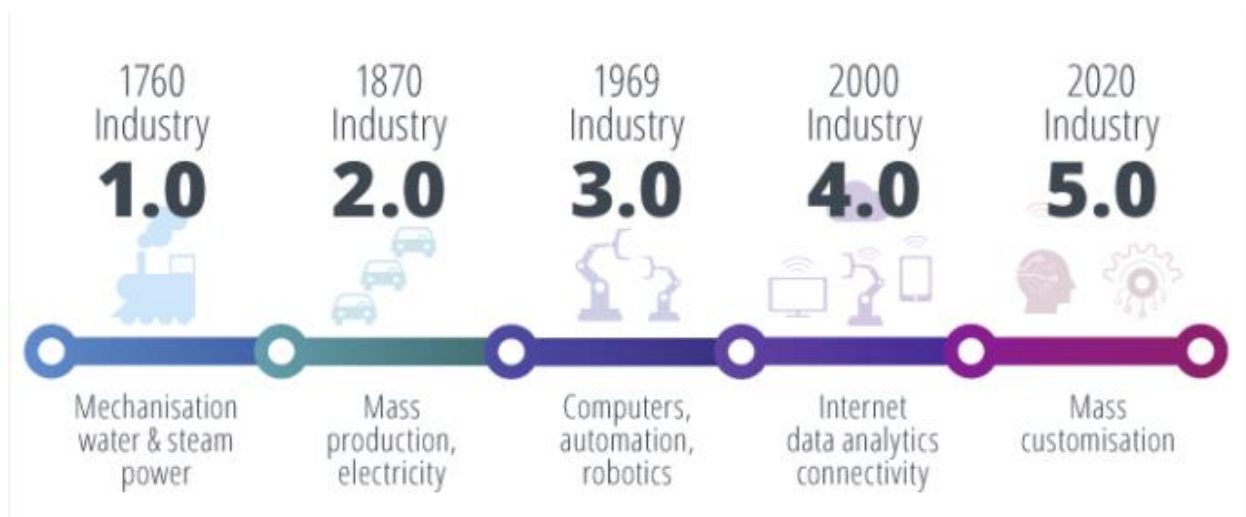 1760
Industry
1.0
1870
Industry
2.0
1969
Industry
3.0
2000
Industry
4.0
2020
Industry
5.0
Mechanisation
water & steam
power
Mass
production,
electricity
Computers,
automation,
robotics
Internet
data analytics
connectivity
Mass
customisation